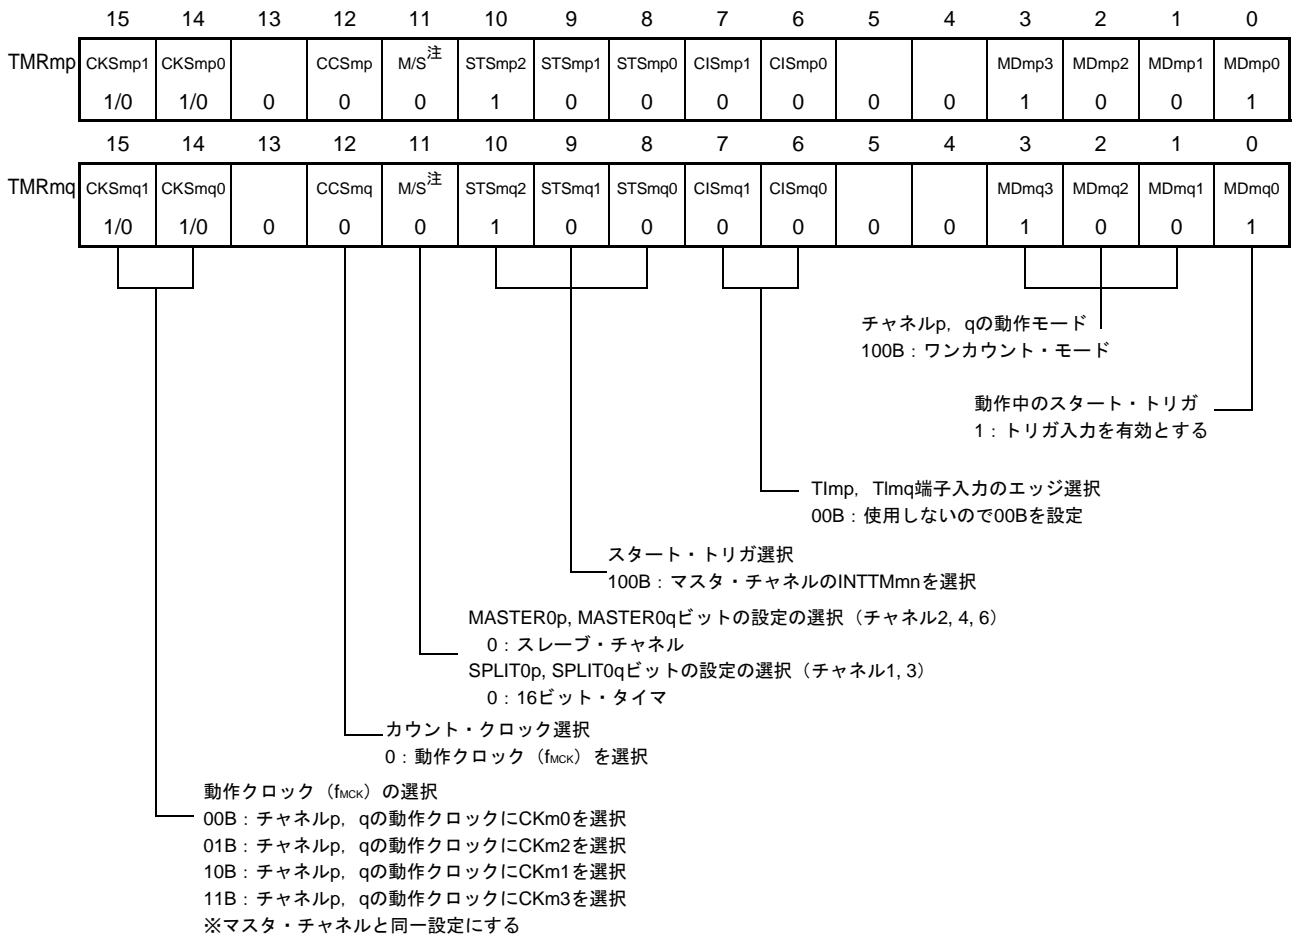 15 14 13 12 11 10 9 8 7 6 5 4 3 2 1 0
TMRmp CKSmp1 CKSmp0 CCSmp M/S注 STSmp2 STSmp1 STSmp0 CISmp1 CISmp0 MDmp3 MDmp2 MDmp1 MDmp0
1/0 1/0 0 0 0 1 0 0 0 0 0 0 1 0 0 1
15 14 13 12 11 10 9 8 7 6 5 4 3 2 1 0
TMRmq CKSmq1 CKSmq0 CCSmq M/S注 STSmq2 STSmq1 STSmq0 CISmq1 CISmq0 MDmq3 MDmq2 MDmq1 MDmq0
1/0 1/0 0 0 0 1 0 0 0 0 0 0 1 0 0 1
チャネルp, qの動作モード
100B:ワンカウント・モード
動作中のスタート・トリガ
1:トリガ入力を有効とする
TImp, TImq端子入力のエッジ選択
00B:使用しないので00Bを設定
スタート・トリガ選択
100B:マスタ・チャネルのINTTMmnを選択
MASTER0p, MASTER0qビットの設定の選択(チャネル2, 4, 6)
0:スレーブ・チャネル
SPLIT0p, SPLIT0qビットの設定の選択(チャネル1, 3)
0:16ビット・タイマ
カウント・クロック選択
0:動作クロック(fMCK)を選択
動作クロック(fMCK)の選択
00B:チャネルp, qの動作クロックにCKm0を選択
01B:チャネルp, qの動作クロックにCKm2を選択
10B:チャネルp, qの動作クロックにCKm1を選択
11B:チャネルp, qの動作クロックにCKm3を選択
※マスタ・チャネルと同一設定にする